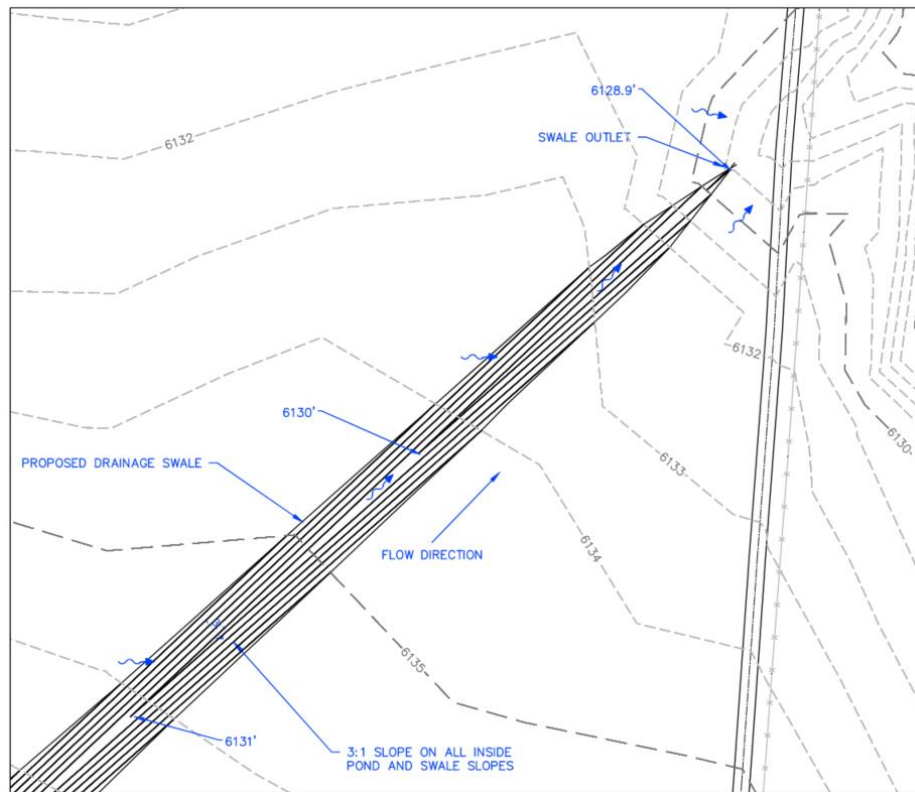 6128.9'
SWALE OUTLET
6132
6132
6130'
6130
PROPOSED DRAINAGE SWALE
6133
FLOW DIRECTION
6134
6135
6131'
3:1 SLOPE ON ALL INSIDE
POND AND SWALE SLOPES